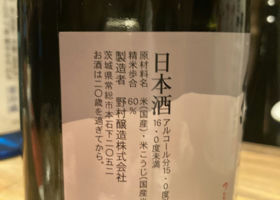 日本酒
アルコール分15.0度
16.0度未満
原材料名 米(国産)・米こうじ(国産
精米歩合 60%
製造者 野村醸造株式会社
茨城県常総市本石下二〇五二
お酒は二〇歳を過ぎてから。